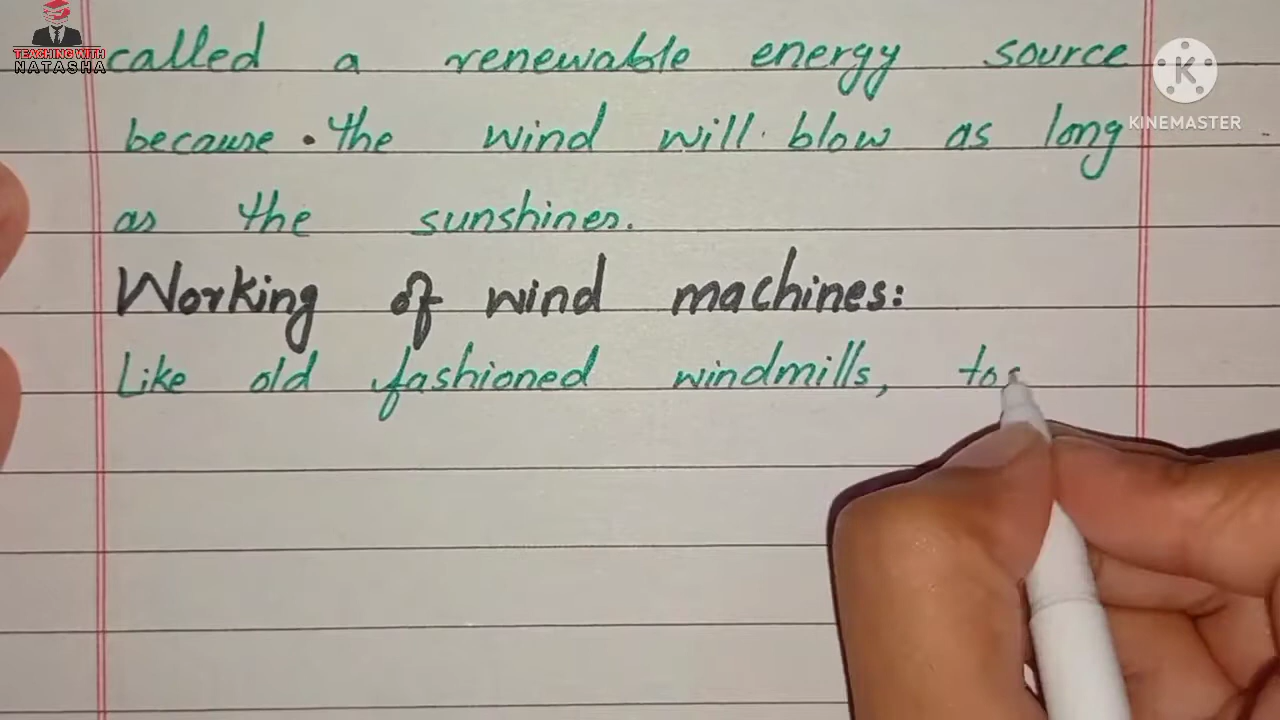 TEACHING WITH
NATASHA
called a renewable energy source
because the wind will blow as long
KINEMASTER
as the sunshines.
Working of wind machines:
Like old fashioned windmills,